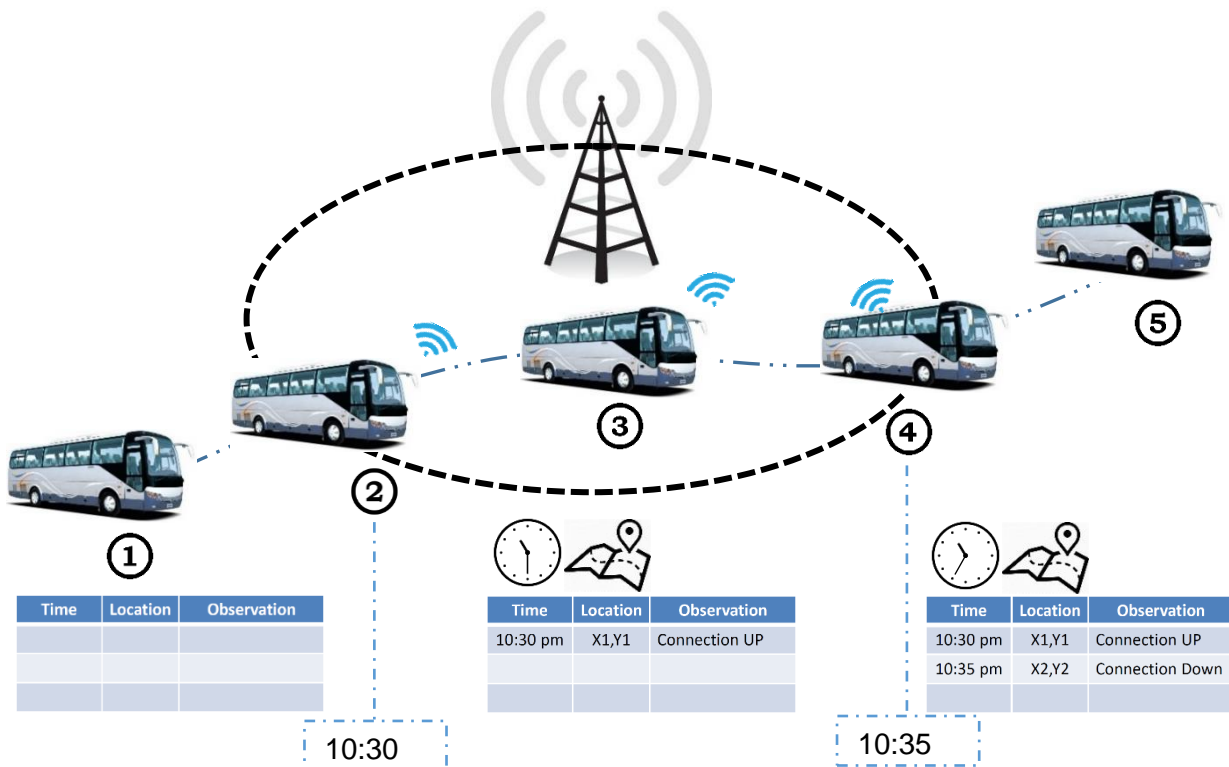 5
3
4
2
1
Time Location Observation
Time Location Observation
10:30 pm X1,Y1 Connection UP
Time Location Observation
10:30 pm X1,Y1 Connection UP
10:35 pm X2,Y2 Connection Down
10:30
10:35